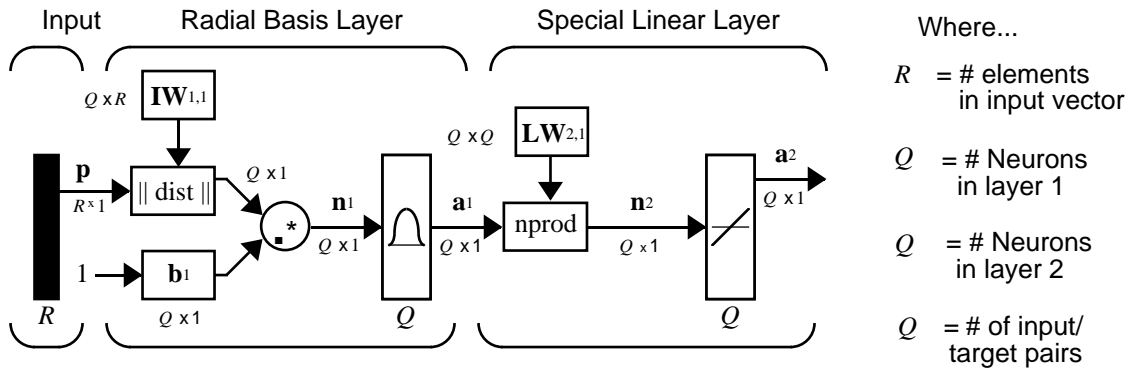 Input Radial Basis Layer Special Linear Layer
Where...
R = # elements
in input vector
Q = # Neurons
in layer 1
Q = # Neurons
in layer 2
Q = # of input/
target pairs
Q x R IW1,1
Q x Q LW2,1
p
R x 1
|| dist ||
Q x 1
1
b1
Q x 1
.*
n1
Q x 1
a1
Q x 1
nprod
n2
Q x 1
a2
Q x 1
R
Q
Q